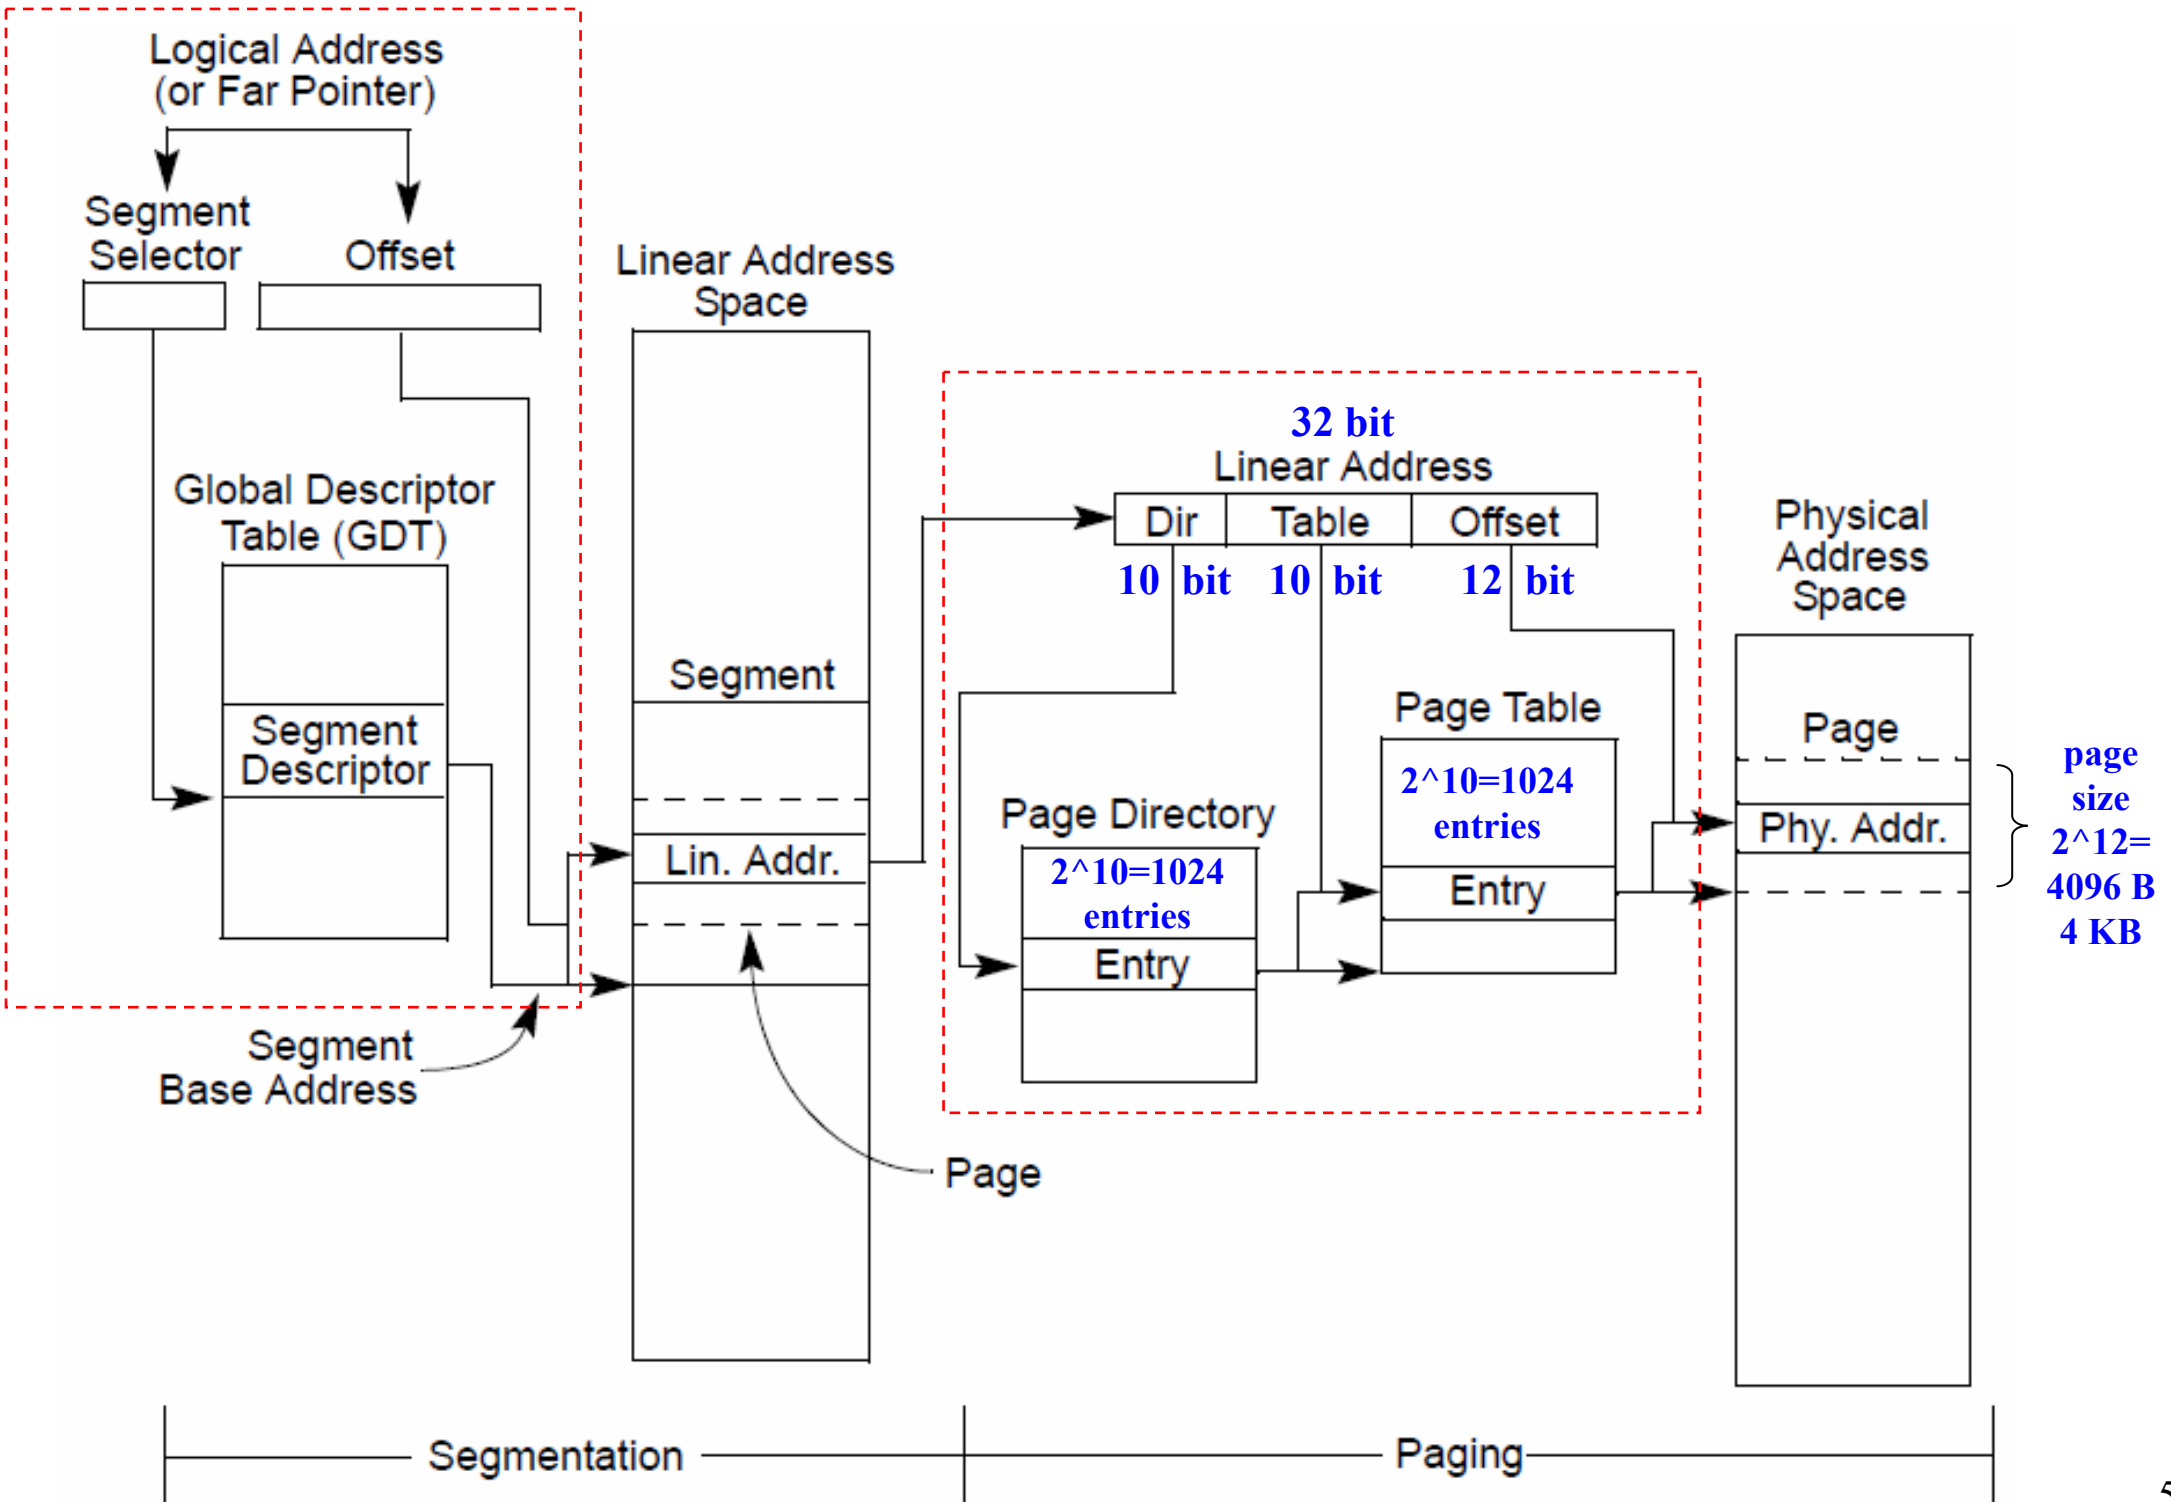 Logical Address
(or Far Pointer)
Segment
Selector
Offset
Linear Address
Space
Global Descriptor
Table (GDT)
Segment
Descriptor
Segment
Base Address
Segment
Lin. Addr.
Page
32 bit
Linear Address
Dir
Table
Offset
10 bit
10 bit
12 bit
Page Directory
2^10=1024
entries
Entry
Page Table
2^10=1024
entries
Entry
Physical
Address
Space
Page
Phy. Addr.
page
size
2^12=
4096 B
4 KB
Segmentation
Paging